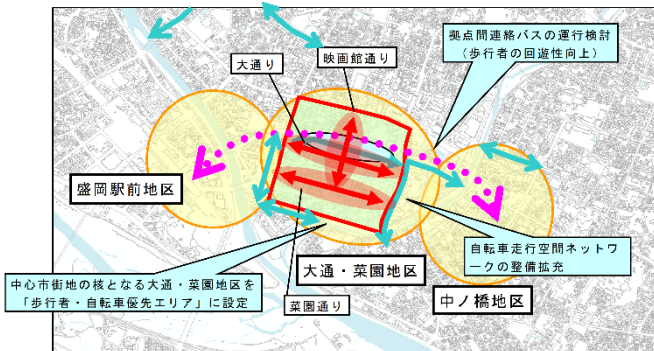 拠点間連絡バスの運行検討
（歩行者の回遊性向上）
映画館通り
大通り
盛岡駅前地区
自転車走行空間ネットワ
ークの整備拡充
大通・菜園地区
中ノ橋地区
中心市街地の核となる大通・菜園地区を
「歩行者・自転車優先エリア」に設定
菜園通り